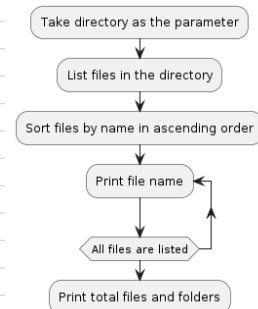 Take directory as the parameter
List files in the directory
Sort files by name in ascending order
Print file name
All files are listed
Print total files and folders